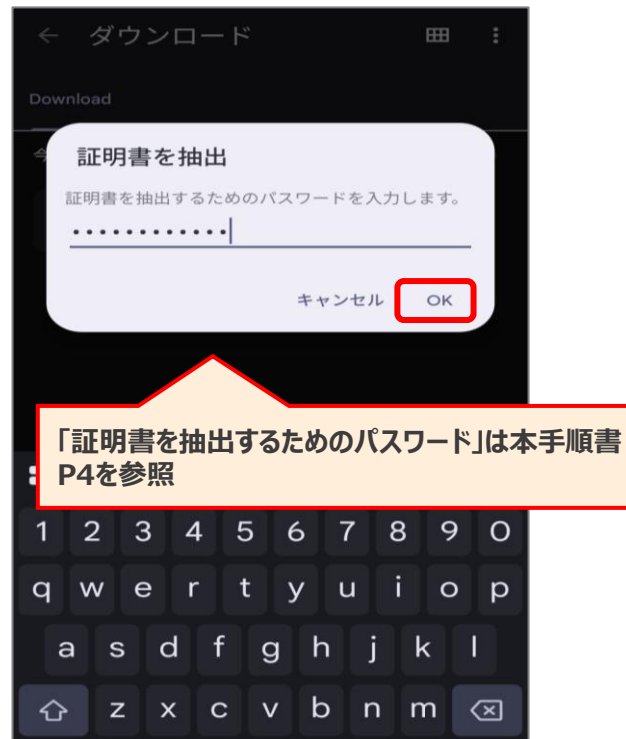 ダウンロード
Download
今
証明書を抽出
証明書を抽出するためのパスワードを入力します。
••••••••••••
キャンセル OK
「証明書を抽出するためのパスワード」は本手順書
P4を参照
1 2 3 4 5 6 7 8 9 0
q w e r t y u i o p
a s d f g h j k l
z x c v b n m